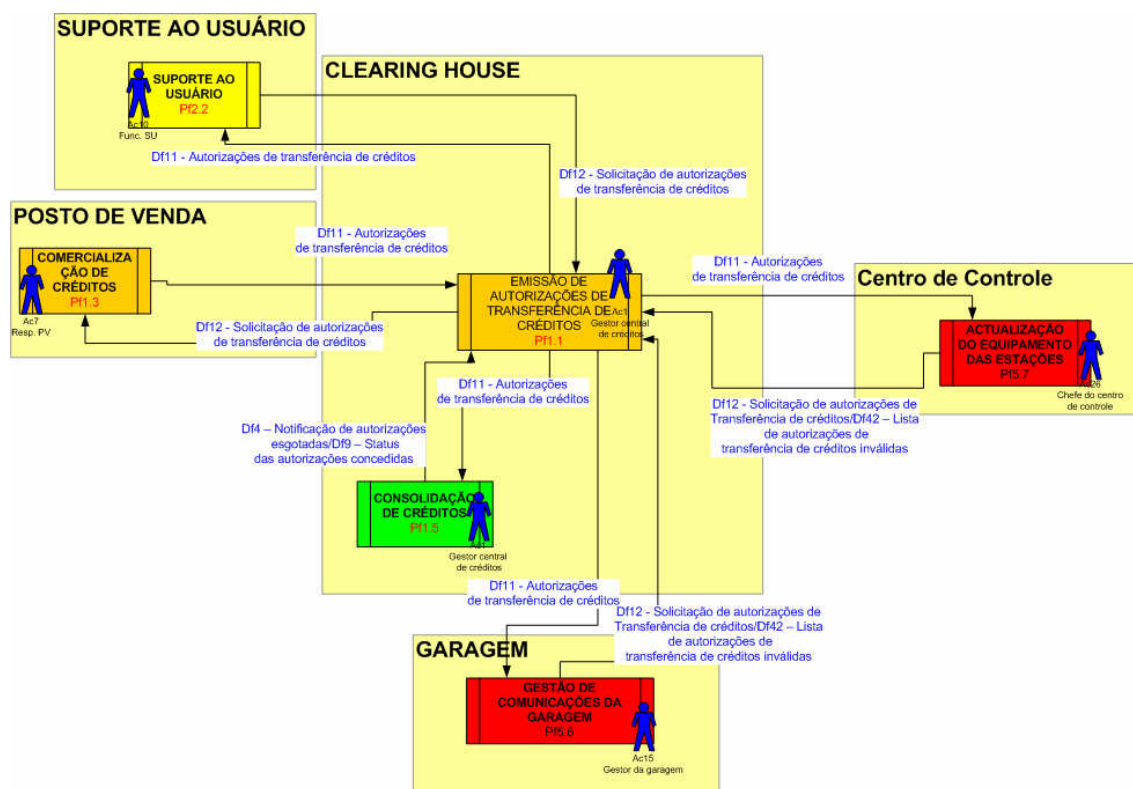 SUPORTE AO USUÁRIO
SUPORTE AO
USUÁRIO
Pf2.2
Ac10
Func. SU
Df11 - Autorizações de transferência de créditos
CLEARING HOUSE
Df12 - Solicitação de autorizações
de transferência de créditos
POSTO DE VENDA
COMERCIALIZA
ÇÃO DE
CRÉDITOS
Pf1.3
Ac7
Resp. PV
Df11 - Autorizações
de transferência de créditos
Df12 - Solicitação de autorizações
de transferência de créditos
EMISSÃO DE
AUTORIZAÇÕES DE
TRANSFERÊNCIA DE
CRÉDITOS
Pf1.1
Ac1
Gestor central
de créditos
Df11 - Autorizações
de transferência de créditos
Centro de Controle
ACTUALIZAÇÃO
DO EQUIPAMENTO
DAS ESTAÇÕES
Pf5.7
Ac26
Chefe do centro
de controle
Df12 - Solicitação de autorizações de
Transferência de créditos/Df42 – Lista
de autorizações de
transferência de créditos inválidas
Df11 - Autorizações
de transferência de créditos
Df4 – Notificação de autorizações
esgotadas/Df9 – Status
das autorizações concedidas
CONSOLIDAÇÃO
DE CRÉDITOS
Pf1.5
Ac1
Gestor central
de créditos
Df11 - Autorizações
de transferência de créditos
Df12 - Solicitação de autorizações de
Transferência de créditos/Df42 – Lista
de autorizações de
transferência de créditos inválidas
GARAGEM
GESTÃO DE
COMUNICAÇÕES DA
GARAGEM
Pf5.6
Ac15
Gestor da garagem